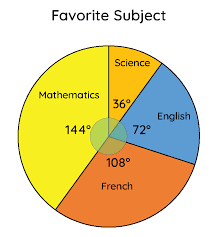 Favorite Subject
Science
Mathematics
36°
English
144°
72°
108°
French